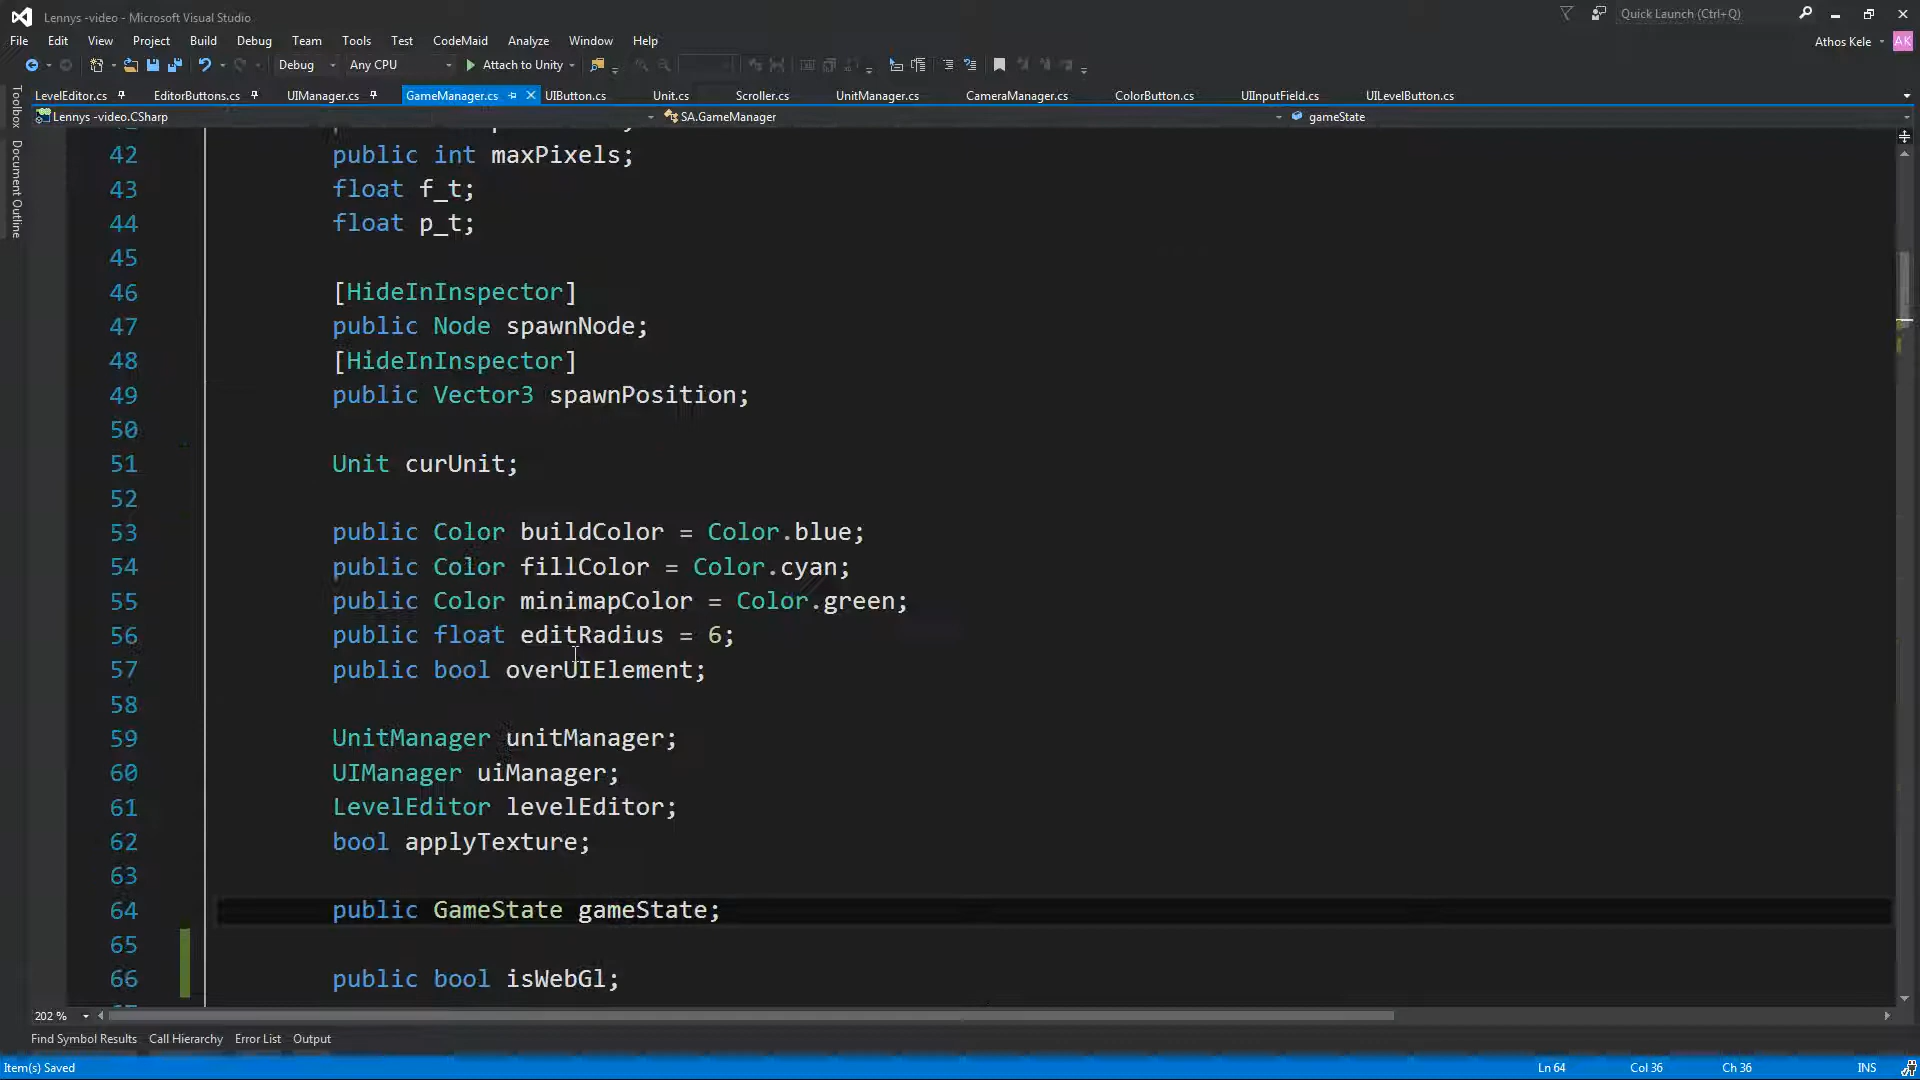 Lennys -video - Microsoft Visual Studio
Quick Launch (Ctrl+Q)
File Edit View Project Build Debug Team Tools Test CodeMaid Analyze Window Help
Athos Kele AK
Debug Any CPU Attach to Unity
LevelEditor.cs EditorButtons.cs UIManager.cs GameManager.cs UIButton.cs Unit.cs Scroller.cs UnitManager.cs CameraManager.cs ColorButton.cs UIInputField.cs UILevelButton.cs
Lennys -video.CSharp SA.GameManager gameState
Toolbox
Document Outline
42 public int maxPixels;
43 float f_t;
44 float p_t;
45
46 [HideInInspector]
47 public Node spawnNode;
48 [HideInInspector]
49 public Vector3 spawnPosition;
50
51 Unit curUnit;
52
53 public Color buildColor = Color.blue;
54 public Color fillColor = Color.cyan;
55 public Color minimapColor = Color.green;
56 public float editRadius = 6;
57 public bool overUIElement;
58
59 UnitManager unitManager;
60 UIManager uiManager;
61 LevelEditor levelEditor;
62 bool applyTexture;
63
64 public GameState gameState;
65
66 public bool isWebGl;
202 %
Find Symbol Results Call Hierarchy Error List Output
Item(s) Saved Ln 64 Col 36 Ch 36 INS